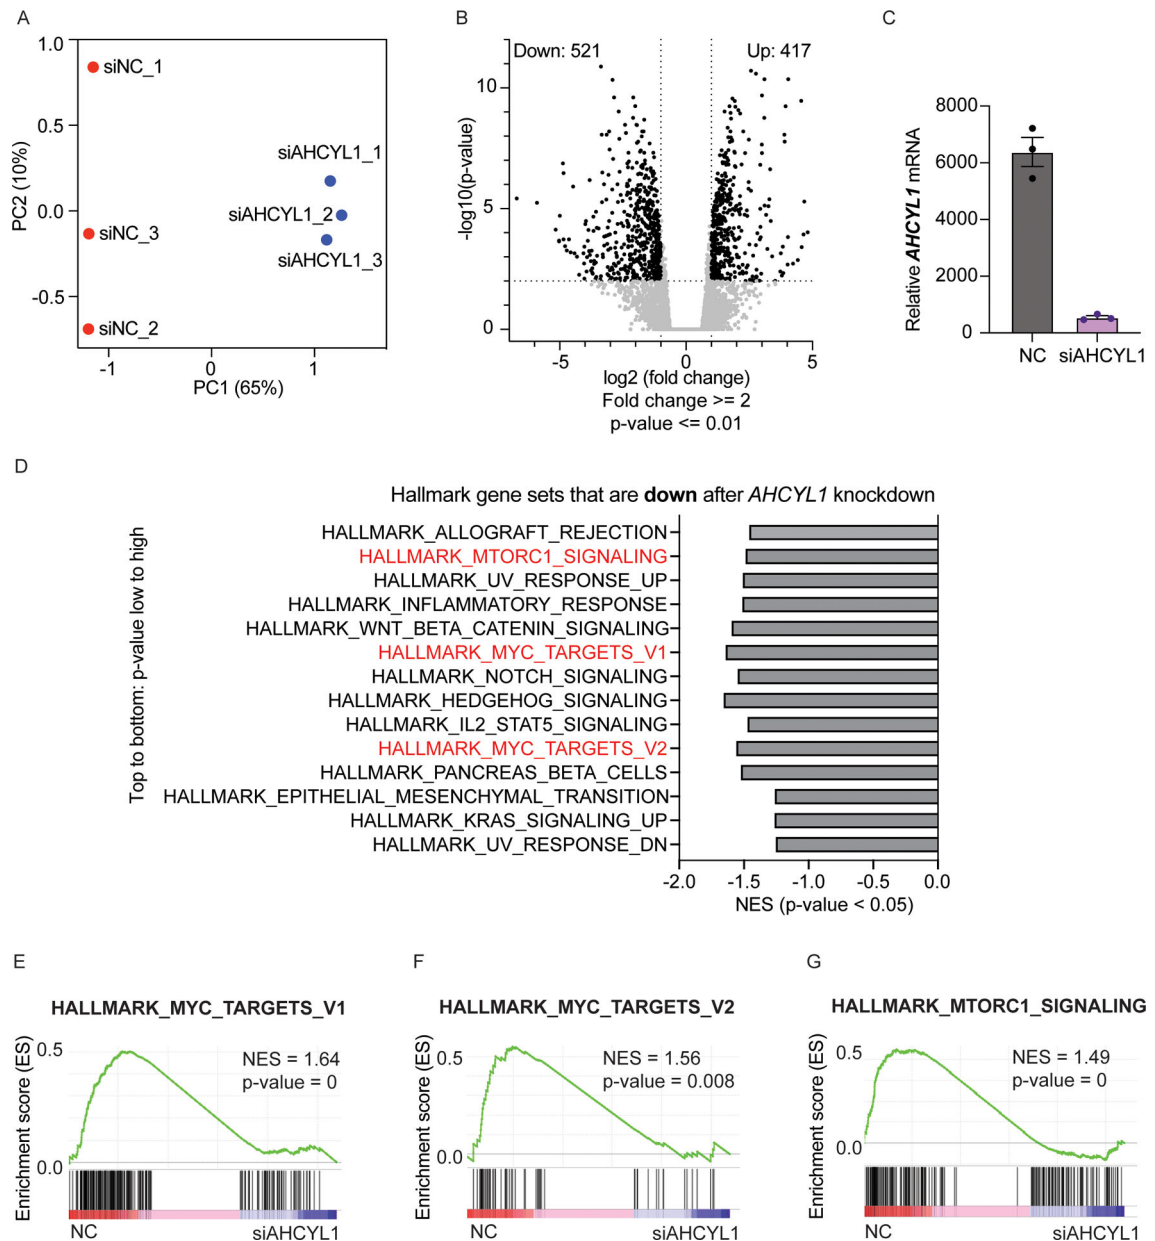 A
1.0
0.5
0.0
-0.5
PC2 (10%)
siNC_1
siAHCYL1_1
siAHCYL1_2
siNC_3
siAHCYL1_3
siNC_2
-1
0
1
PC1 (65%)
B
Down: 521
Up: 417
10
5
0
-log10(p-value)
-5
0
5
log2 (fold change)
Fold change >= 2
p-value <= 0.01
C
8000
6000
4000
2000
0
Relative AHCYL1 mRNA
NC
siAHCYL1
D
Hallmark gene sets that are down after AHCYL1 knockdown
Top to bottom: p-value low to high
HALLMARK_ALLOGRAFT_REJECTION
HALLMARK_MTORC1_SIGNALING
HALLMARK_UV_RESPONSE_UP
HALLMARK_INFLAMMATORY_RESPONSE
HALLMARK_WNT_BETA_CATENIN_SIGNALING
HALLMARK_MYC_TARGETS_V1
HALLMARK_NOTCH_SIGNALING
HALLMARK_HEDGEHOG_SIGNALING
HALLMARK_IL2_STAT5_SIGNALING
HALLMARK_MYC_TARGETS_V2
HALLMARK_PANCREAS_BETA_CELLS
HALLMARK_EPITHELIAL_MESENCHYMAL_TRANSITION
HALLMARK_KRAS_SIGNALING_UP
HALLMARK_UV_RESPONSE_DN
-2.0
-1.5
-1.0
-0.5
0.0
NES (p-value < 0.05)
E
HALLMARK_MYC_TARGETS_V1
Enrichment score (ES)
0.5
0.0
NES = 1.64
p-value = 0
NC
siAHCYL1
F
HALLMARK_MYC_TARGETS_V2
Enrichment score (ES)
0.5
0.0
NES = 1.56
p-value = 0.008
NC
siAHCYL1
G
HALLMARK_MTORC1_SIGNALING
Enrichment score (ES)
0.5
0.0
NES = 1.49
p-value = 0
NC
siAHCYL1